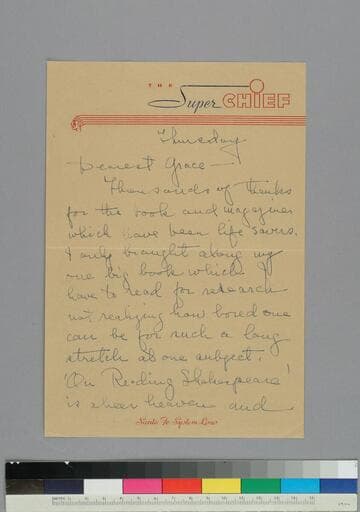 THE
Super CHIEF
Thursday
Dearest Grace —
Thousands of thanks
for the book and magazines
which have been life savers.
I only brought along my
one big book which I
have to read for research
not realizing how bored one
can be for such a long
stretch at one subject.
'On Reading Shakespeare'
is sheer heaven and
Santa Fe System Lines